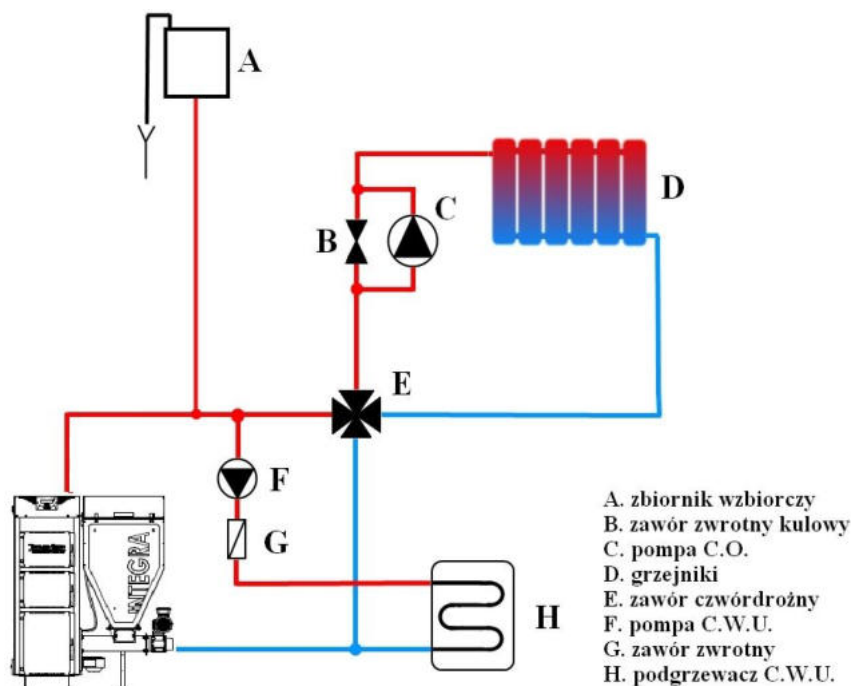 A
B
C
D
E
F
G
H
INTEGRA
A. zbiornik wzbiorczy
B. zawór zwrotny kulowy
C. pompa C.O.
D. grzejniki
E. zawór czwórdrożny
F. pompa C.W.U.
G. zawór zwrotny
H. podgrzewacz C.W.U.